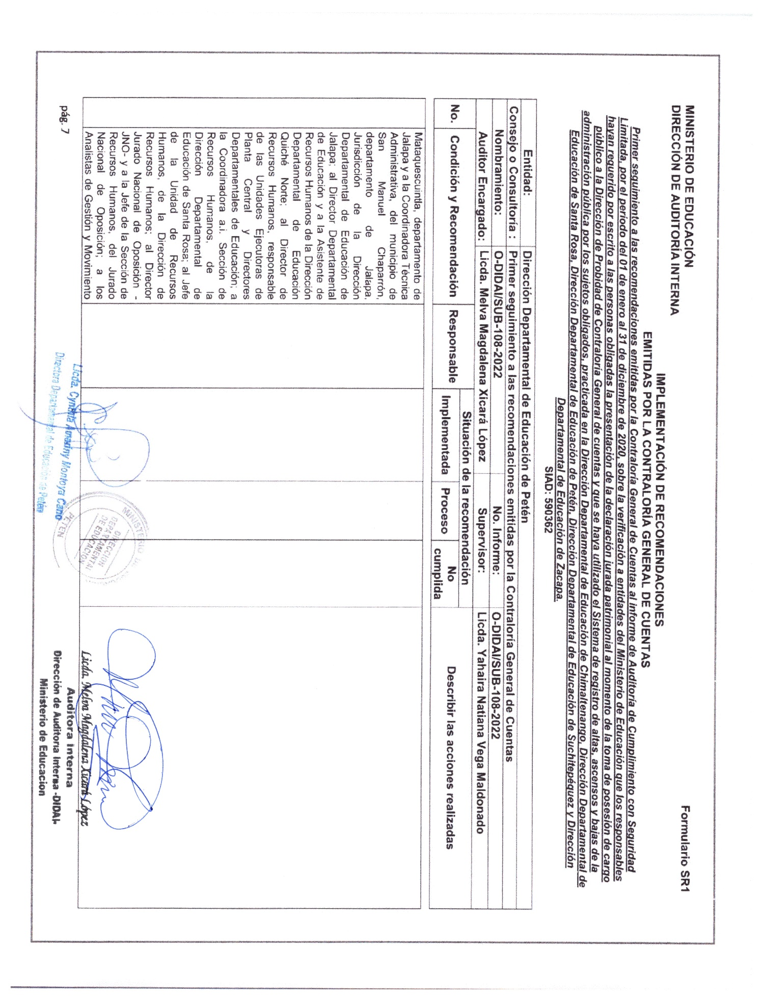 MINISTERIO DE EDUCACIÓN
DIRECCIÓN DE AUDITORÍA INTERNA
Formulario SR1
IMPLEMENTACIÓN DE RECOMENDACIONES
EMITIDAS POR LA CONTRALORÍA GENERAL DE CUENTAS
Primer seguimiento a las recomendaciones emitidas por la Contraloría General de Cuentas al informe de Auditoría de Cumplimiento con Seguridad
Limitada, por el período del 01 de enero al 31 de diciembre de 2020, sobre la verificación a entidades del Ministerio de Educación que los responsables
hayan requerido por escrito a las personas obligadas la presentación de la declaración jurada patrimonial al momento de la toma de posesión de cargo
público a la Dirección de Probidad de Contraloría General de cuentas y que se haya utilizado el Sistema de registro de altas, ascensos y bajas de la
administración pública por los sujetos obligados, practicada en la Dirección Departamental de Educación de Chimaltenango, Dirección Departamental de
Educación de Santa Rosa, Dirección Departamental de Educación de Petén, Dirección Departamental de Educación de Suchitepéquez y Dirección
Departamental de Educación de Zacapa.
SIAD: 590362
Entidad: Dirección Departamental de Educación de Petén
Consejo o Consultoría : Primer seguimiento a las recomendaciones emitidas por la Contraloría General de Cuentas
Nombramiento: O-DIDAI/SUB-108-2022 No. Informe: O-DIDAI/SUB-108-2022
Auditor Encargado: Licda. Melva Magdalena Xicará López Supervisor: Licda. Yahaira Natiana Vega Maldonado
No. Condición y Recomendación Responsable Situación de la recomendación Describir las acciones realizadas
Implementada Proceso No cumplida
Mataquescuintla, departamento de
Jalapa y a la Coordinadora Técnica
Administrativa, del municipio de
San Manuel Chaparrón,
departamento de Jalapa,
Jurisdicción de la Dirección
Departamental de Educación de
Jalapa; al Director Departamental
de Educación y a la Asistente de
Recursos Humanos de la Dirección
Departamental de Educación
Quiché Norte; al Director de
Recursos Humanos, responsable
de las Unidades Ejecutoras de
Planta Central y Directores
Departamentales de Educación; a
la Coordinadora a.i. Sección de
Recursos Humanos, de la
Dirección Departamental de
Educación de Santa Rosa; al Jefe
de la Unidad de Recursos
Humanos, de la Dirección de
Recursos Humanos; al Director
Jurado Nacional de Oposición -
JNO- y a la Jefe de la Sección de
Recursos Humanos, del Jurado
Nacional de Oposición; a los
Analistas de Gestión y Movimiento
Licda. Cynthia Amadny Montoya Cano
Directora Departamental de Educación de Petén
MINISTERIO DE
DIRECCION
DEPARTAMENTAL
DE EDUCACION
PETEN
Licda. Melva Magdalena Xicará López
Auditora Interna
Dirección de Auditoria Interna -DIDAI-
Ministerio de Educacion
pág. 7